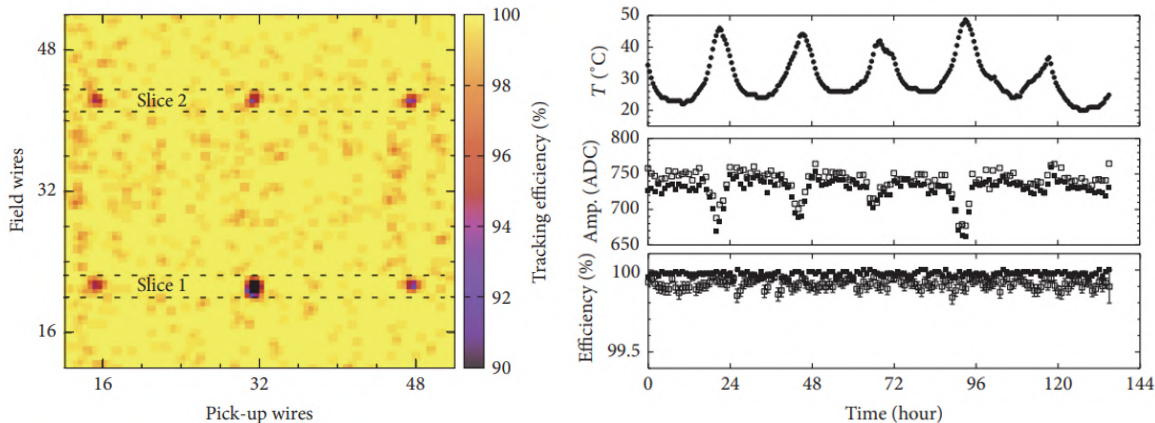 48
32
16
Field wires
Slice 2
Slice 1
16 32 48
Pick-up wires
100
98
96
94
92
90
Tracking efficiency (%)
50
40
30
20
T (°C)
800
750
700
650
Amp. (ADC)
100
99.5
Efficiency (%)
0 24 48 72 96 120 144
Time (hour)